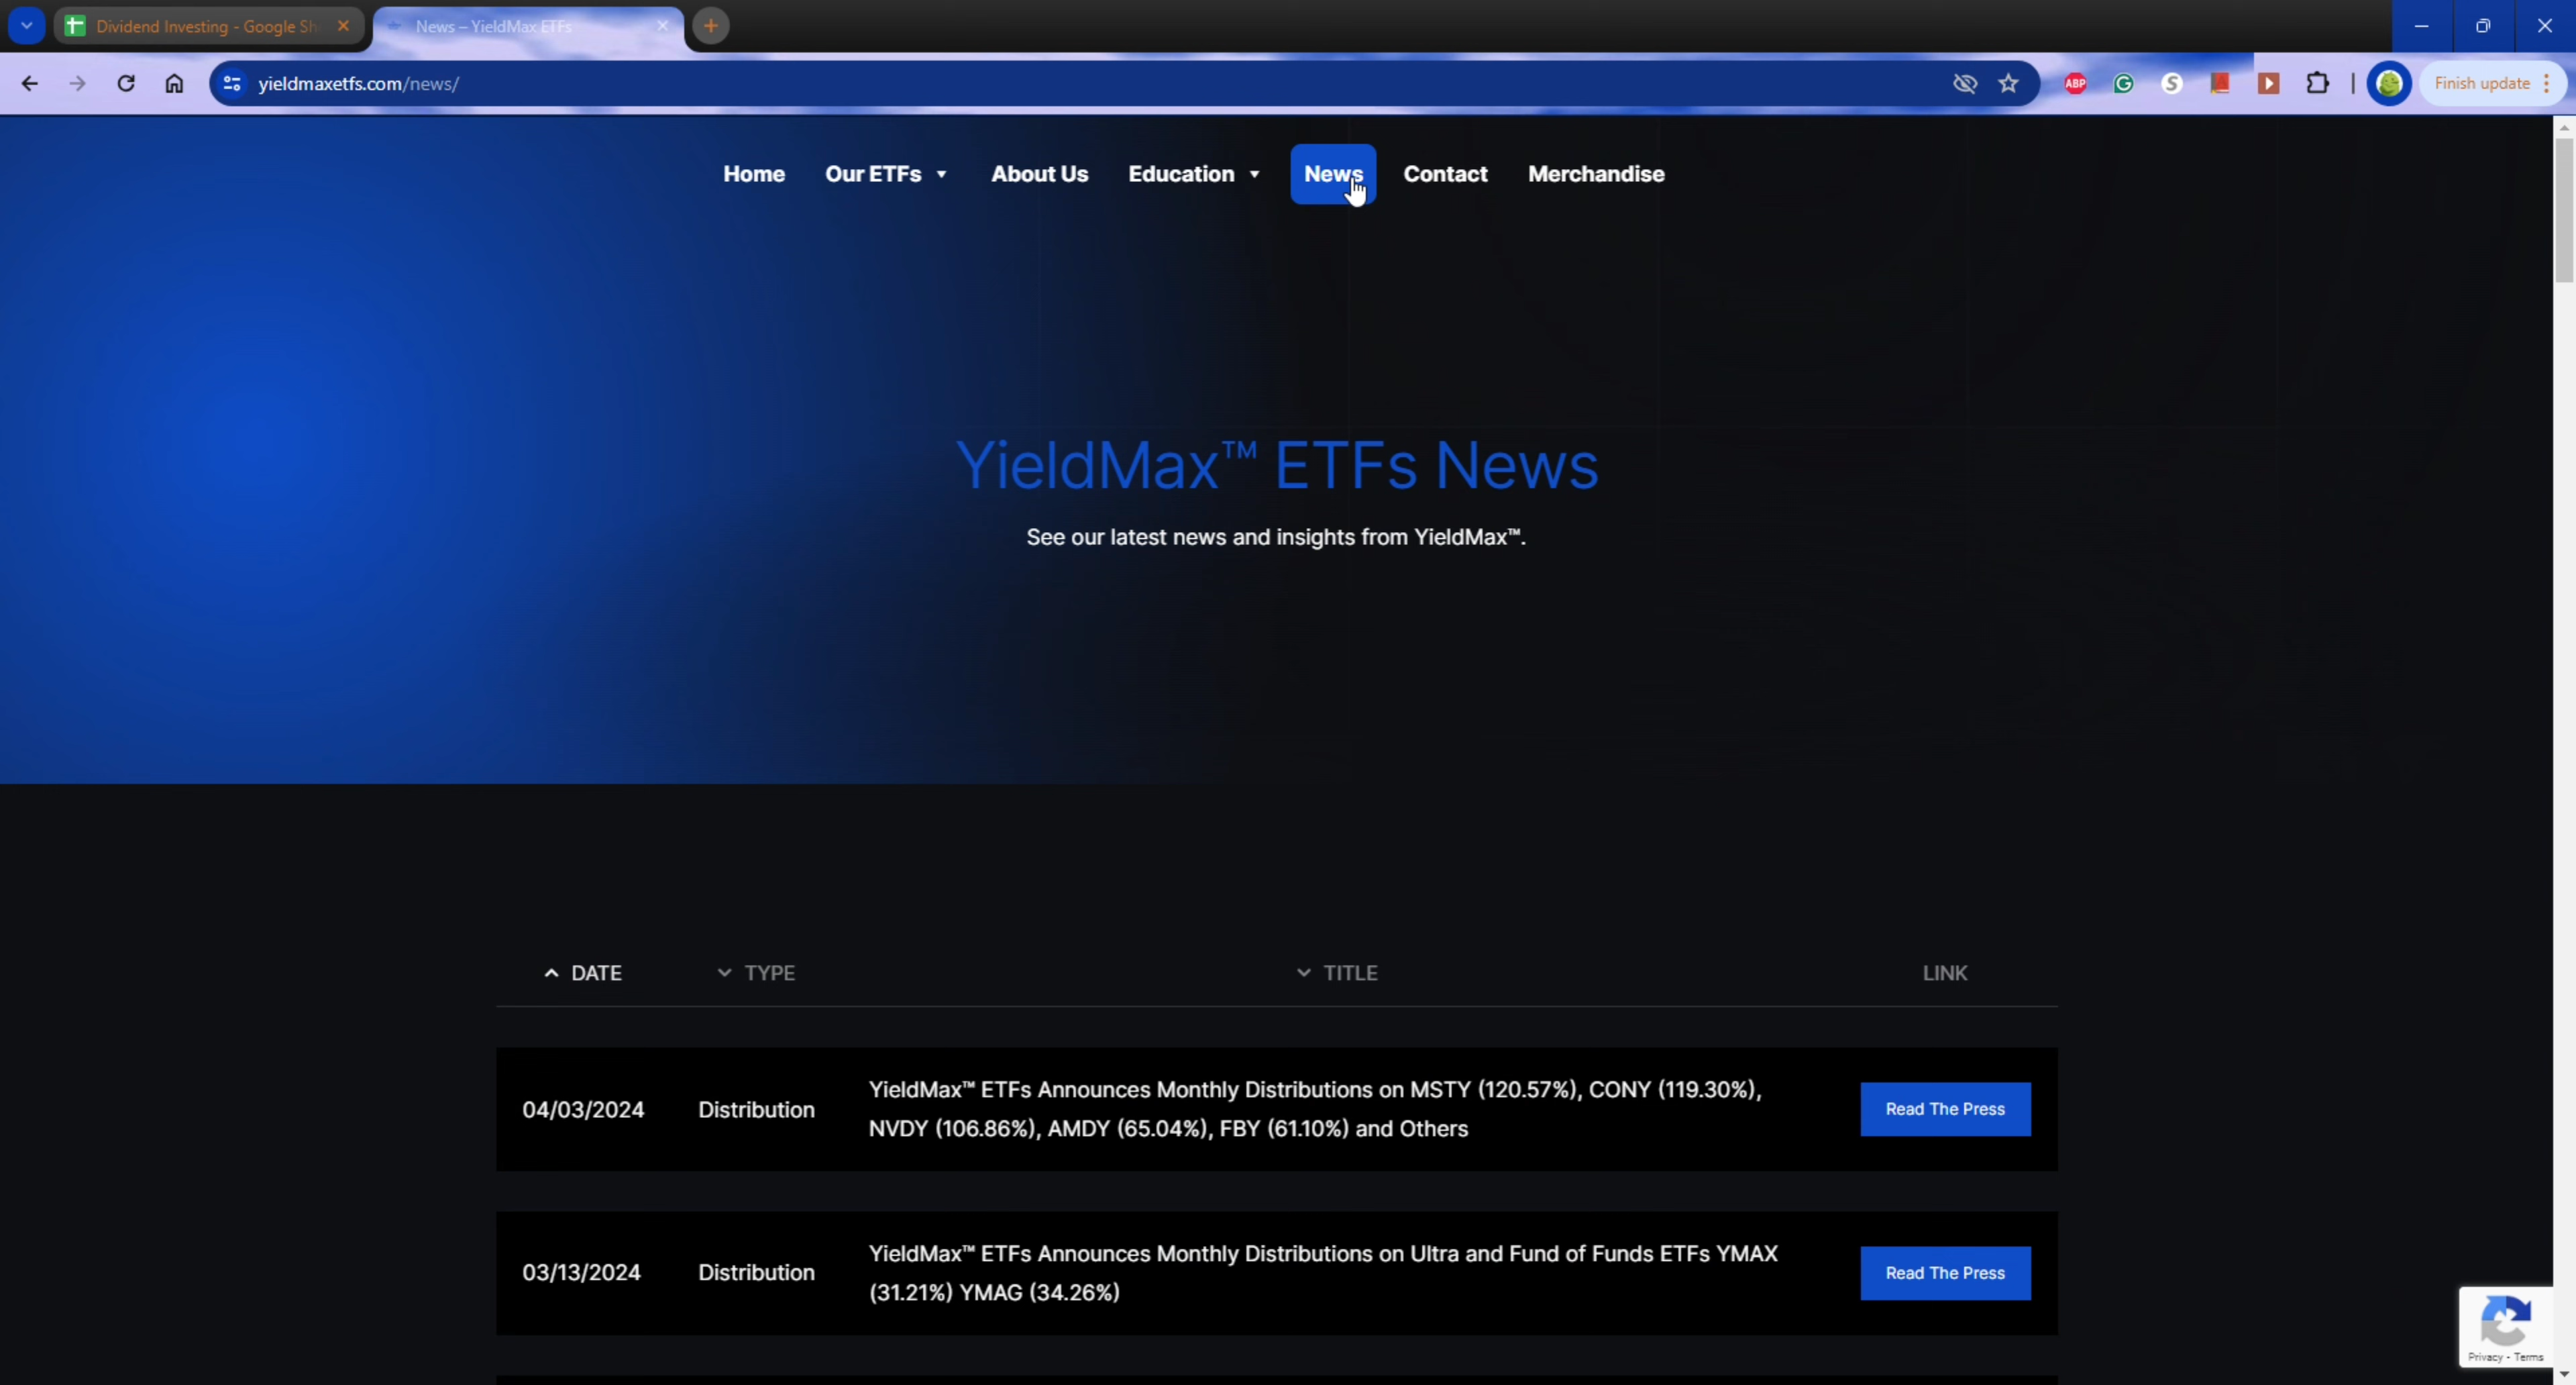 Dividend Investing - Google Sh
News – YieldMax ETFs
yieldmaxetfs.com/news/
ABP
Finish update
Home Our ETFs About Us Education News Contact Merchandise
YieldMax™ ETFs News
See our latest news and insights from YieldMax™.
DATE TYPE TITLE LINK
04/03/2024 Distribution YieldMax™ ETFs Announces Monthly Distributions on MSTY (120.57%), CONY (119.30%),
NVDY (106.86%), AMDY (65.04%), FBY (61.10%) and Others
Read The Press
03/13/2024 Distribution YieldMax™ ETFs Announces Monthly Distributions on Ultra and Fund of Funds ETFs YMAX
(31.21%) YMAG (34.26%)
Read The Press
Privacy - Terms